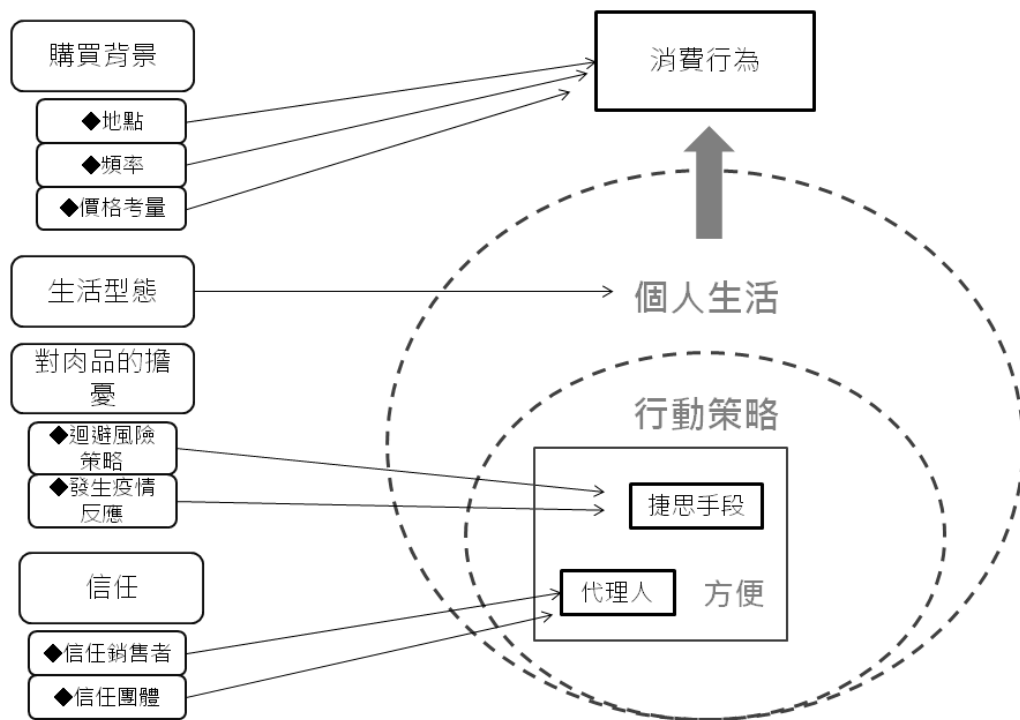 購買背景
◆地點
◆頻率
◆價格考量
生活型態
對肉品的擔
憂
◆迴避風險
策略
◆發生疫情
反應
信任
◆信任銷售者
◆信任團體
消費行為
個人生活
行動策略
捷思手段
代理人
方便